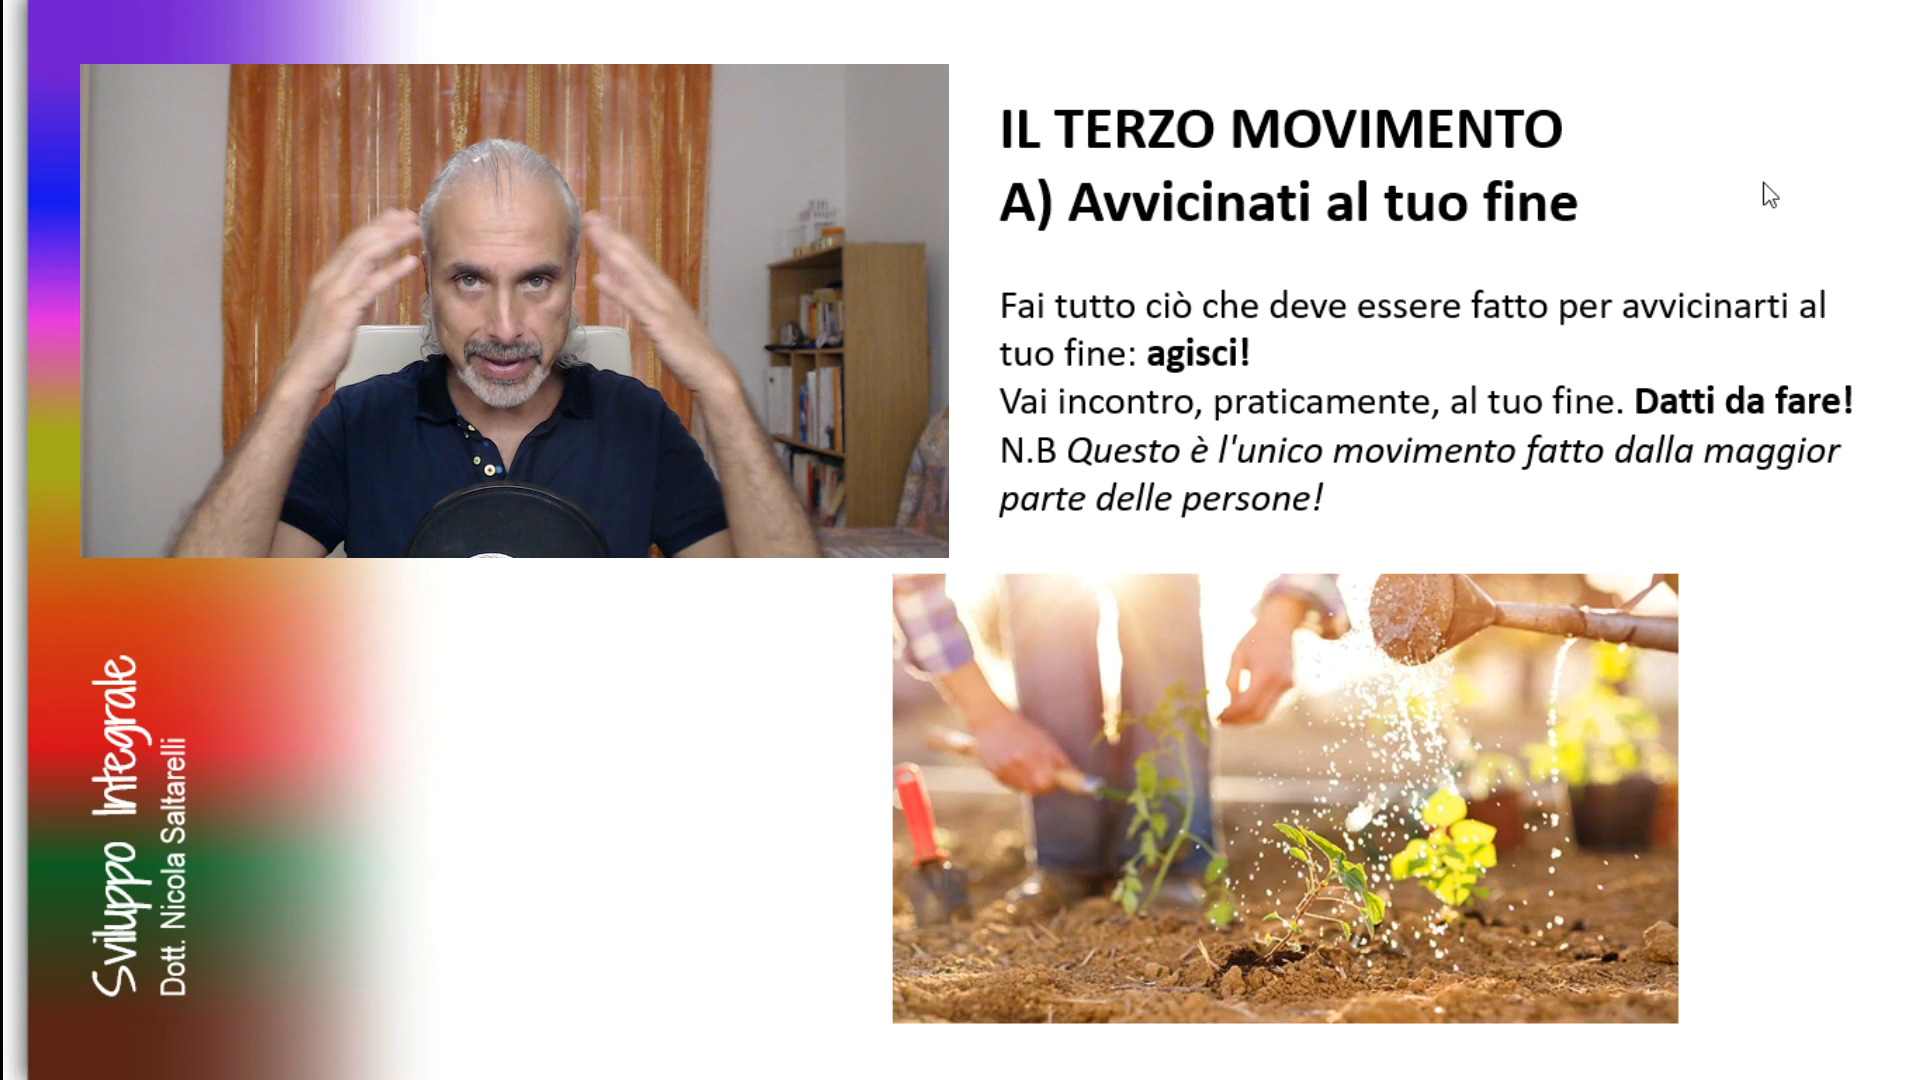 IL TERZO MOVIMENTO
A) Avvicinati al tuo fine
Fai tutto ciò che deve essere fatto per avvicinarti al
tuo fine: agisci!
Vai incontro, praticamente, al tuo fine. Datti da fare!
N.B Questo è l'unico movimento fatto dalla maggior
parte delle persone!
Sviluppo Integrale
Dott. Nicola Saltarelli